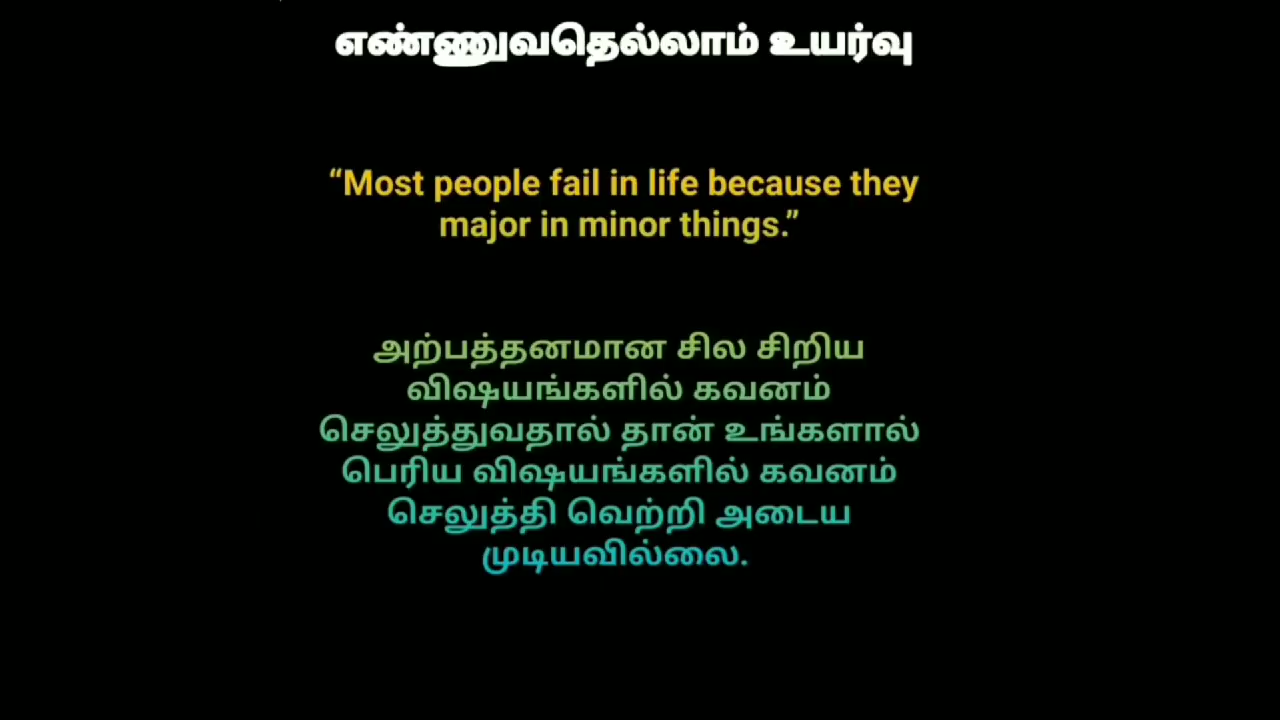 எண்ணுவதெல்லாம் உயர்வு
“Most people fail in life because they
major in minor things.”
அற்பத்தனமான சில சிறிய
விஷயங்களில் கவனம்
செலுத்துவதால் தான் உங்களால்
பெரிய விஷயங்களில் கவனம்
செலுத்தி வெற்றி அடைய
முடியவில்லை.